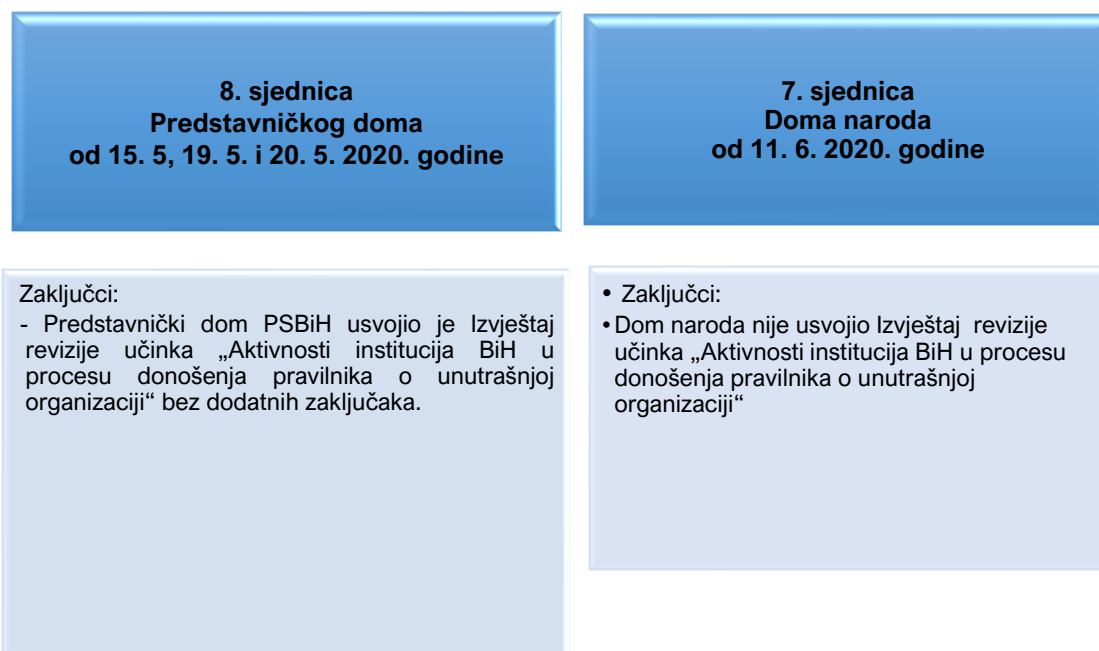 8. sjednica
Predstavničkog doma
od 15. 5, 19. 5. i 20. 5. 2020. godine
Zaključci:
- Predstavnički dom PSBiH usvojio je Izvještaj
revizije učinka „Aktivnosti institucija BiH u
procesu donošenja pravilnika o unutrašnjoj
organizaciji“ bez dodatnih zaključaka.
7. sjednica
Doma naroda
od 11. 6. 2020. godine
• Zaključci:
• Dom naroda nije usvojio Izvještaj revizije
učinka „Aktivnosti institucija BiH u procesu
donošenja pravilnika o unutrašnjoj
organizaciji“